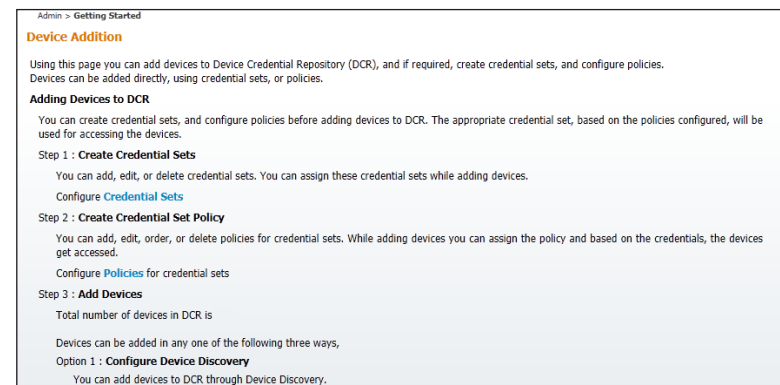 Admin > Getting Started
Device Addition
Using this page you can add devices to Device Credential Repository (DCR), and if required, create credential sets, and configure policies.
Devices can be added directly, using credential sets, or policies.
Adding Devices to DCR
You can create credential sets, and configure policies before adding devices to DCR. The appropriate credential set, based on the policies configured, will be
used for accessing the devices.
Step 1 : Create Credential Sets
You can add, edit, or delete credential sets. You can assign these credential sets while adding devices.
Configure Credential Sets
Step 2 : Create Credential Set Policy
You can add, edit, order, or delete policies for credential sets. While adding devices you can assign the policy and based on the credentials, the devices
get accessed.
Configure Policies for credential sets
Step 3 : Add Devices
Total number of devices in DCR is
Devices can be added in any one of the following three ways,
Option 1 : Configure Device Discovery
You can add devices to DCR through Device Discovery.